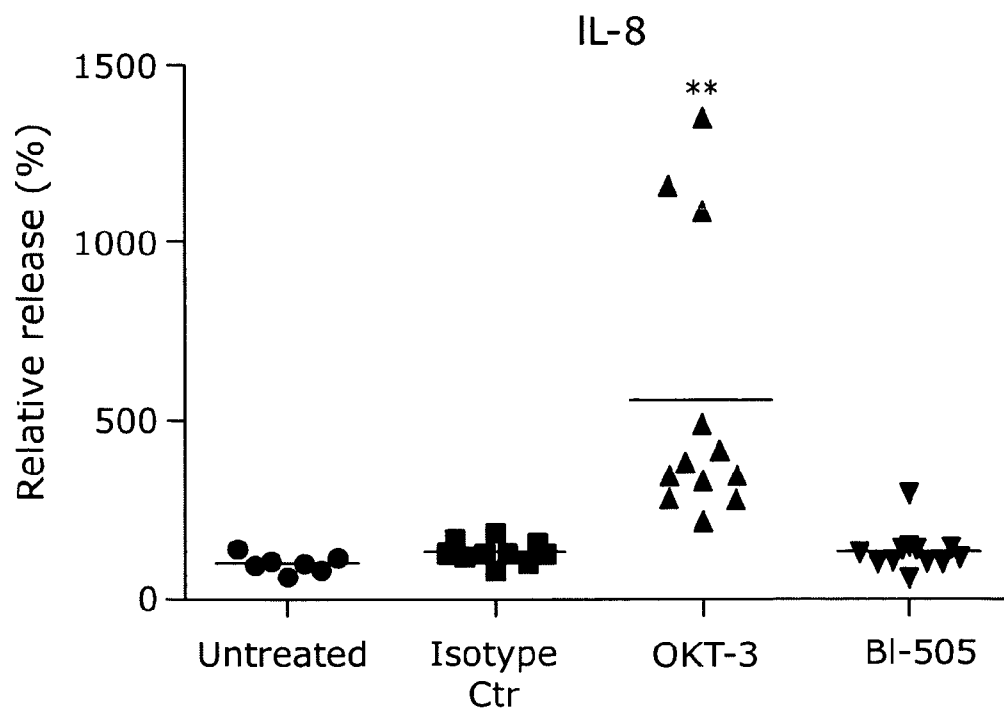 IL-8
1500
1000
500
0
Relative release (%)
**
Untreated
Isotype
Ctr
OKT-3
BI-505